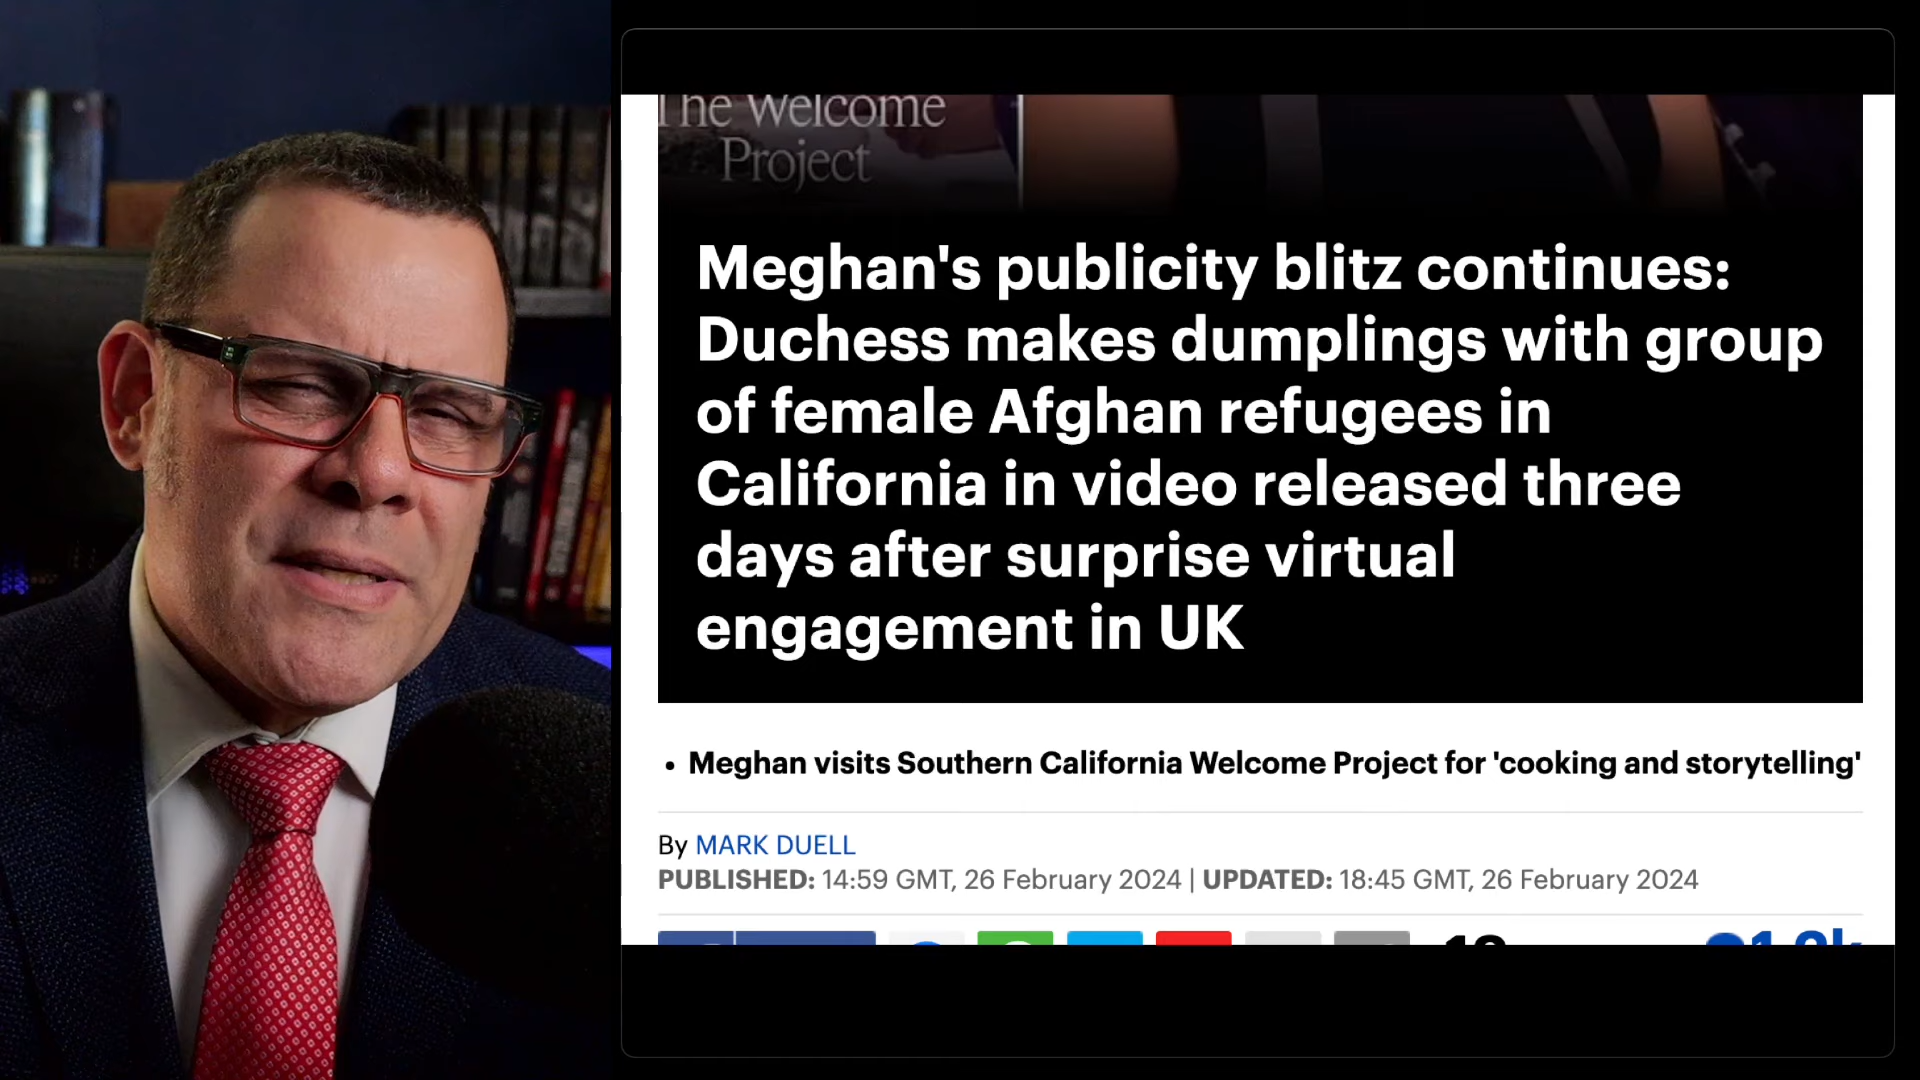 The Welcome
Project
Meghan's publicity blitz continues:
Duchess makes dumplings with group
of female Afghan refugees in
California in video released three
days after surprise virtual
engagement in UK
• Meghan visits Southern California Welcome Project for 'cooking and storytelling'
By MARK DUELL
PUBLISHED: 14:59 GMT, 26 February 2024 | UPDATED: 18:45 GMT, 26 February 2024